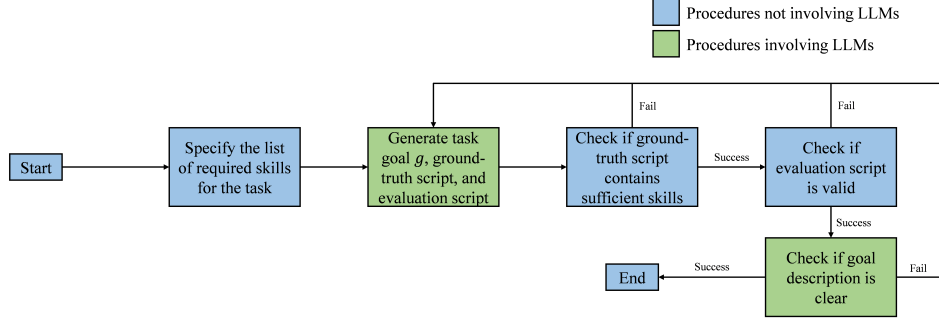 Procedures not involving LLMs
Procedures involving LLMs
Fail
Fail
Start
Specify the list
of required skills
for the task
Generate task
goal g, ground-
truth script, and
evaluation script
Check if ground-
truth script
contains
sufficient skills
Success
Check if
evaluation script
is valid
Success
Check if goal
description is
clear
Fail
Success
End